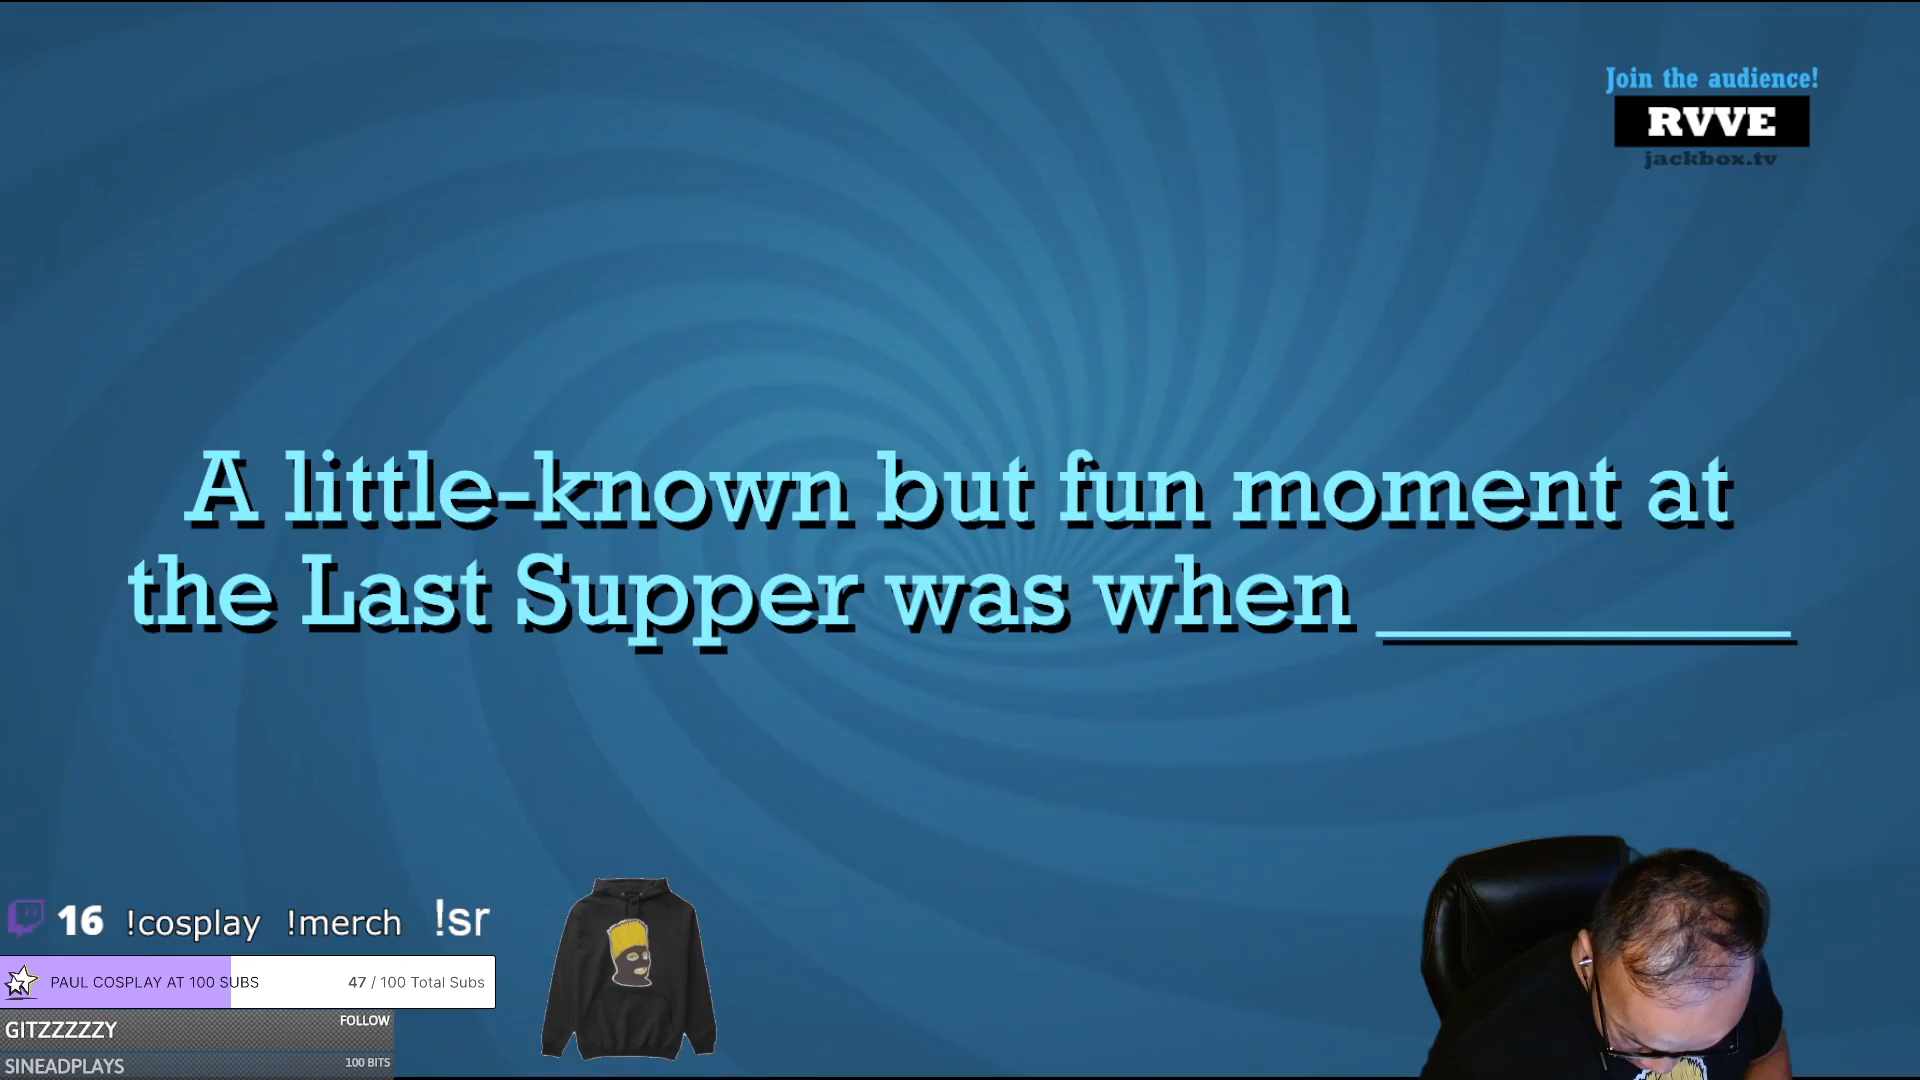 Join the audience!
RVVE
jackbox.tv
A little-known but fun moment at
the Last Supper was when ________
16 !cosplay !merch !sr
PAUL COSPLAY AT 100 SUBS 47 / 100 Total Subs
GITZZZZZY FOLLOW
SINEADPLAYS 100 BITS